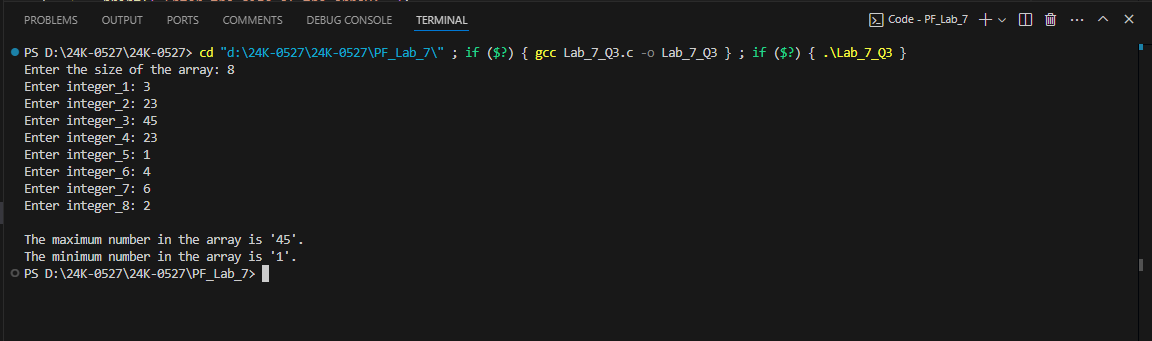 PROBLEMS OUTPUT PORTS COMMENTS DEBUG CONSOLE TERMINAL Code - PF_Lab_7
PS D:\24K-0527\24K-0527> cd "d:\24K-0527\24K-0527\PF_Lab_7\" ; if ($?) { gcc Lab_7_Q3.c -o Lab_7_Q3 } ; if ($?) { .\Lab_7_Q3 }
Enter the size of the array: 8
Enter integer_1: 3
Enter integer_2: 23
Enter integer_3: 45
Enter integer_4: 23
Enter integer_5: 1
Enter integer_6: 4
Enter integer_7: 6
Enter integer_8: 2
The maximum number in the array is '45'.
The minimum number in the array is '1'.
PS D:\24K-0527\24K-0527\PF_Lab_7>